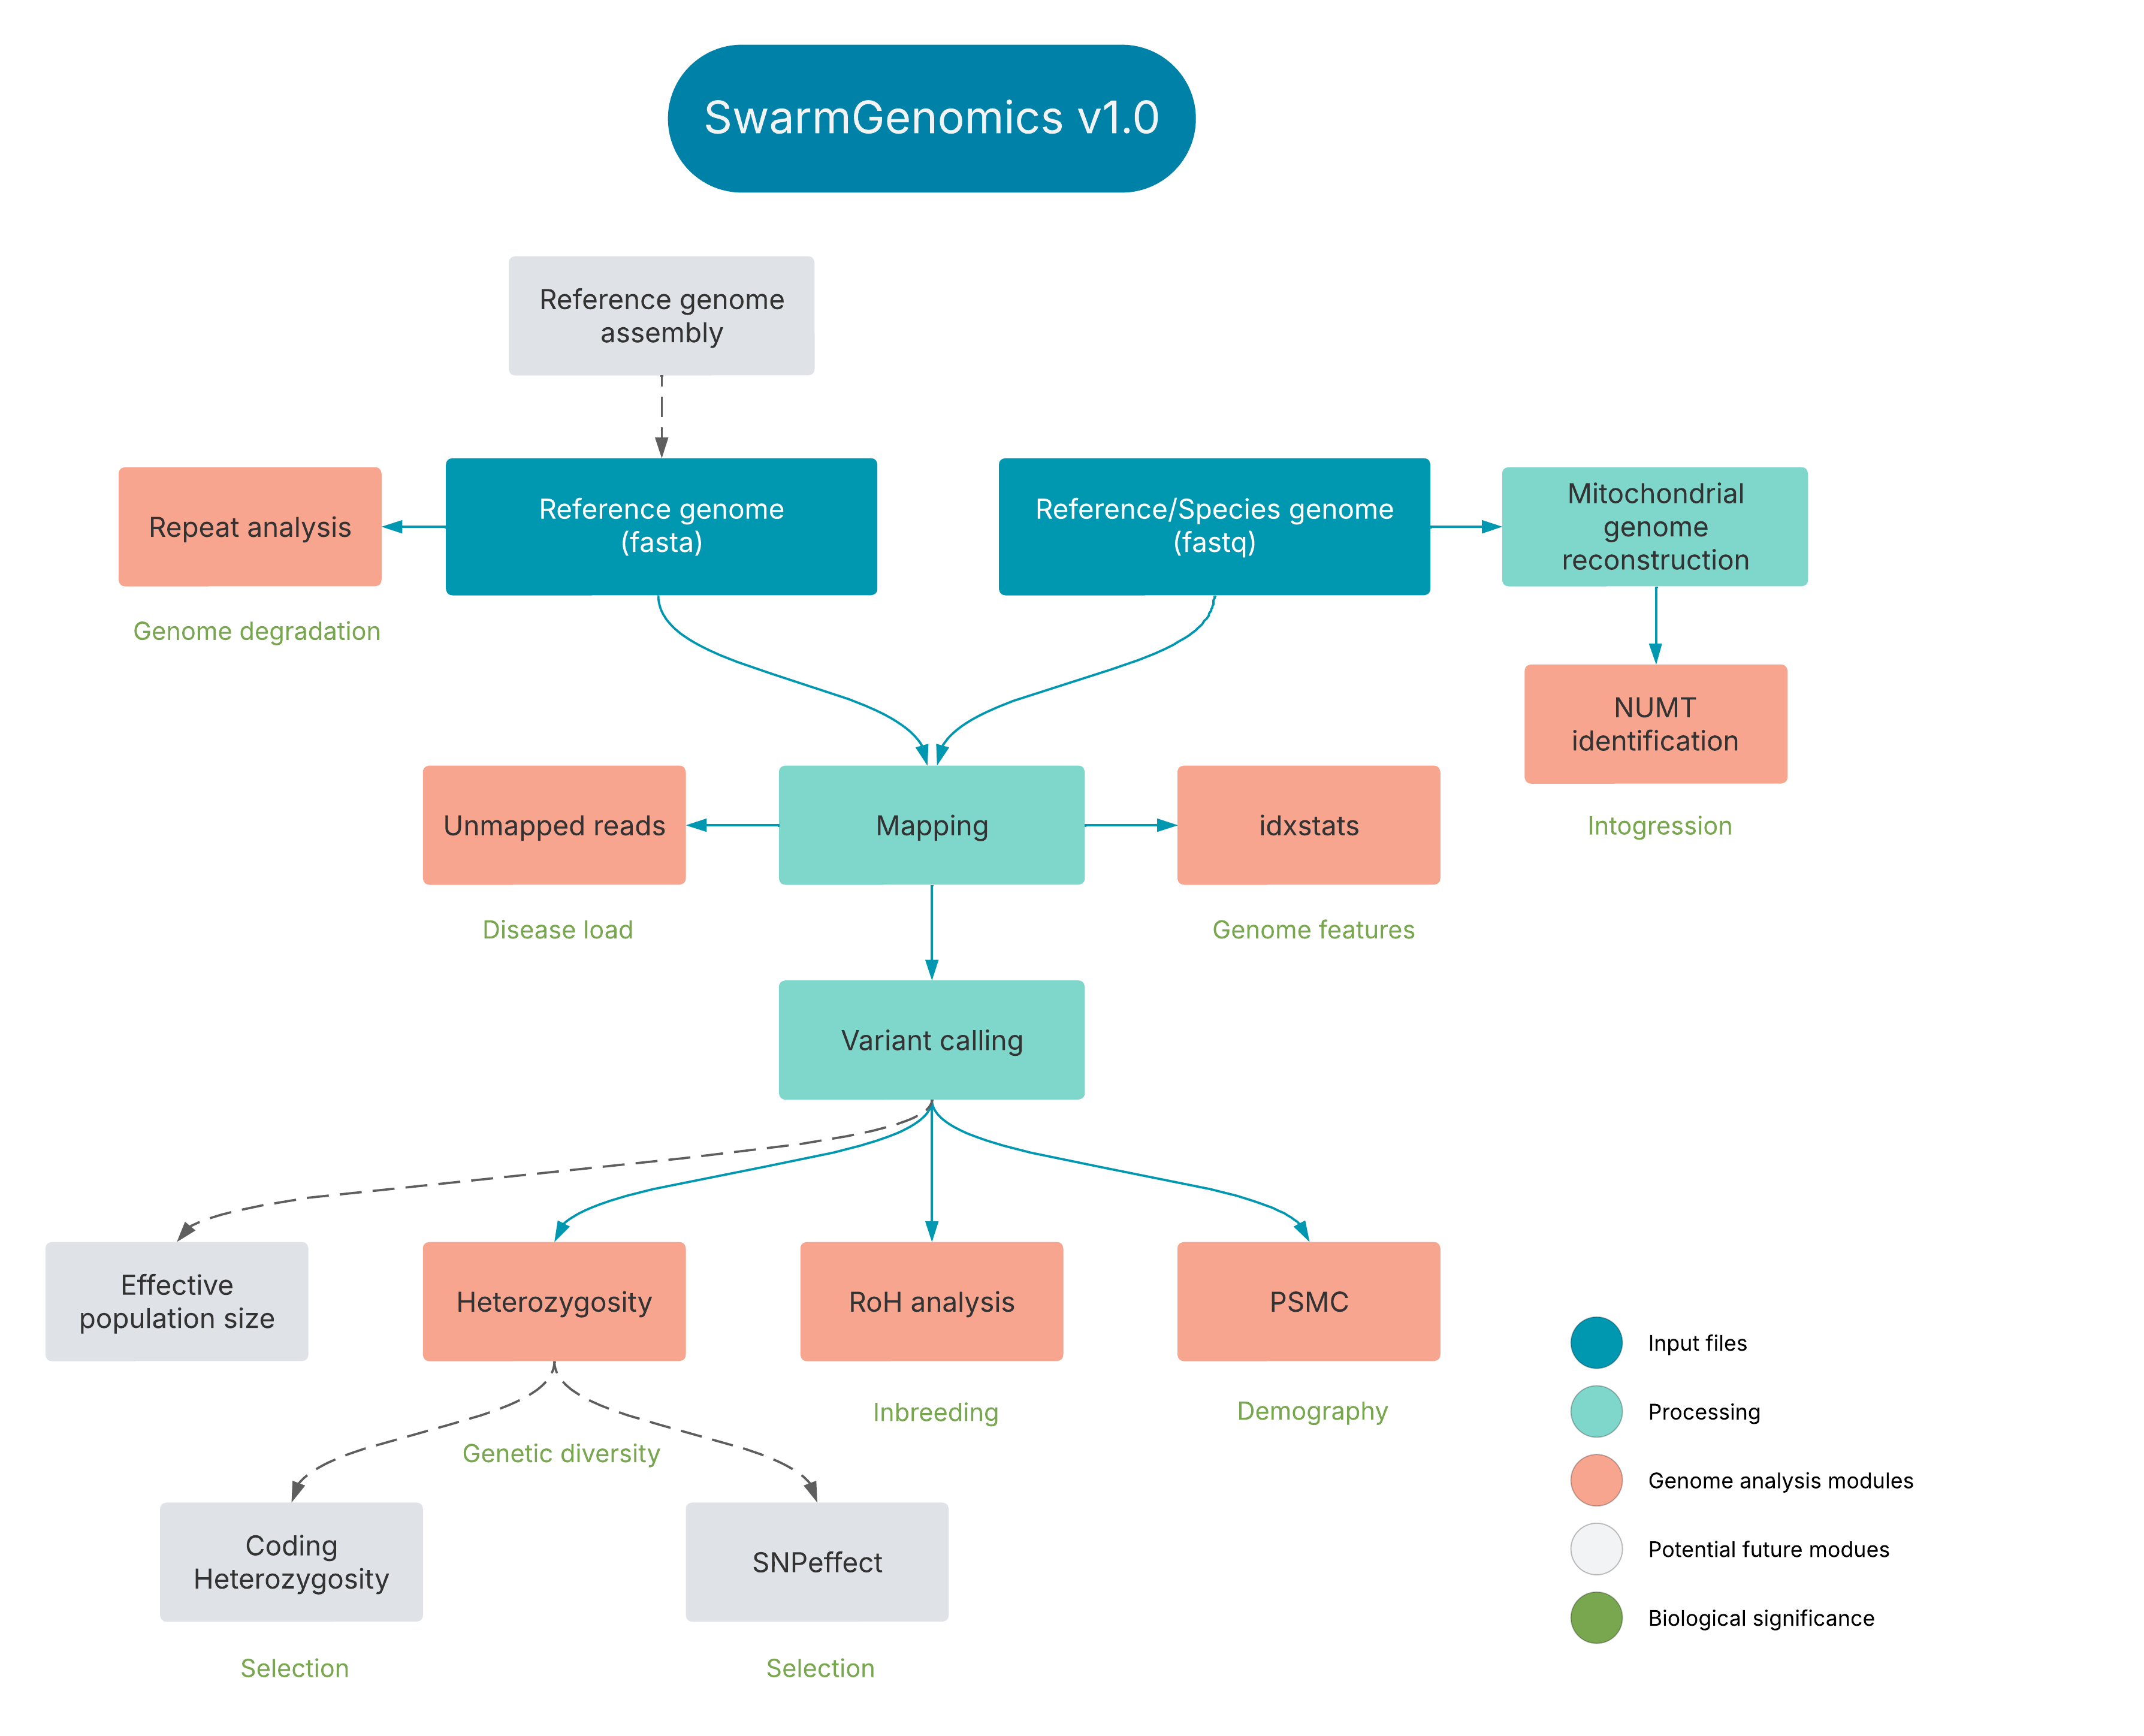 SwarmGenomics v1.0
Reference genome
assembly
Repeat analysis
Reference genome
(fasta)
Reference/Species genome
(fastq)
Mitochondrial
genome
reconstruction
Genome degradation
NUMT
identification
Intogression
Unmapped reads
Mapping
idxstats
Disease load
Genome features
Variant calling
Effective
population size
Heterozygosity
RoH analysis
PSMC
Inbreeding
Demography
Genetic diversity
Coding
Heterozygosity
SNPeffect
Selection
Selection
Input files
Processing
Genome analysis modules
Potential future modues
Biological significance